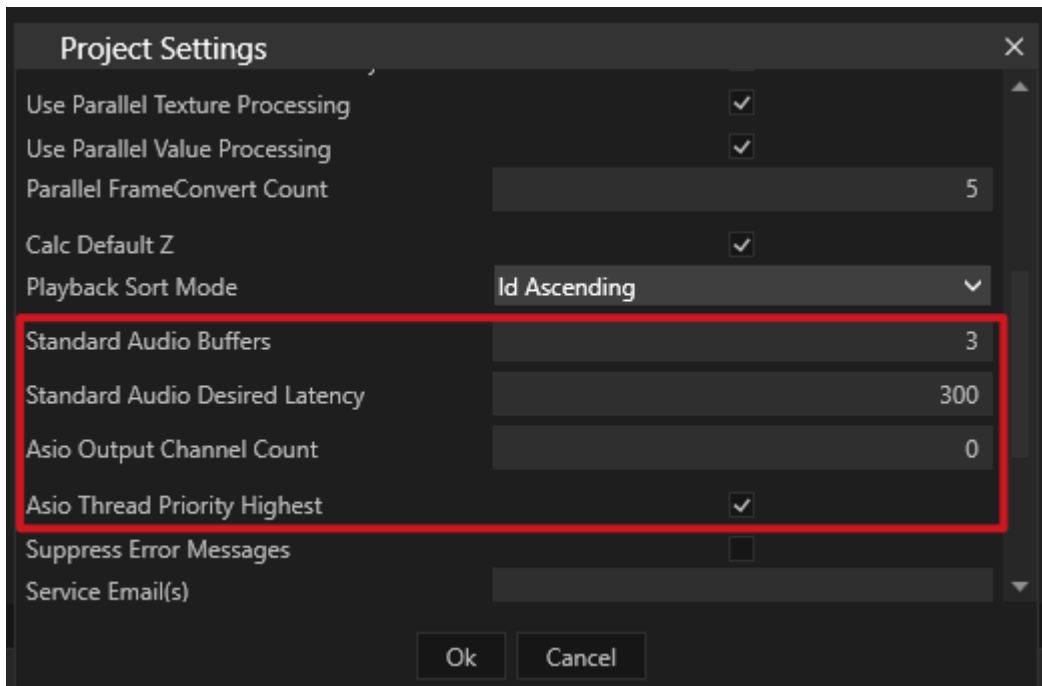 Project Settings
Use Parallel Texture Processing
Use Parallel Value Processing
Parallel FrameConvert Count 5
Calc Default Z
Playback Sort Mode Id Ascending
Standard Audio Buffers 3
Standard Audio Desired Latency 300
Asio Output Channel Count 0
Asio Thread Priority Highest
Suppress Error Messages
Service Email(s)
Ok Cancel